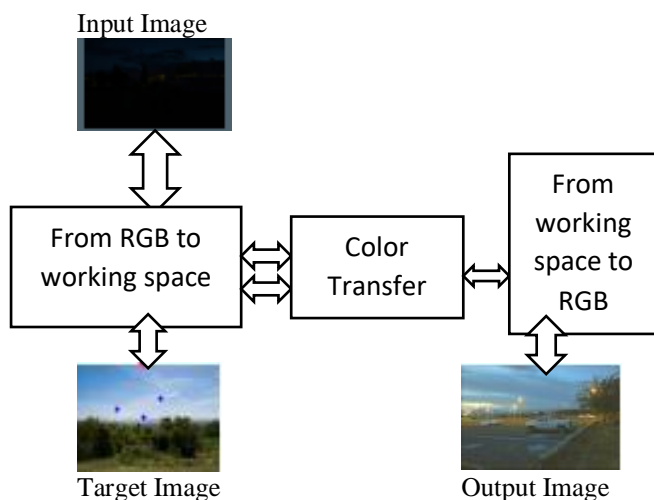 Input Image
From RGB to
working space
Color
Transfer
From
working
space to
RGB
Target Image
Output Image